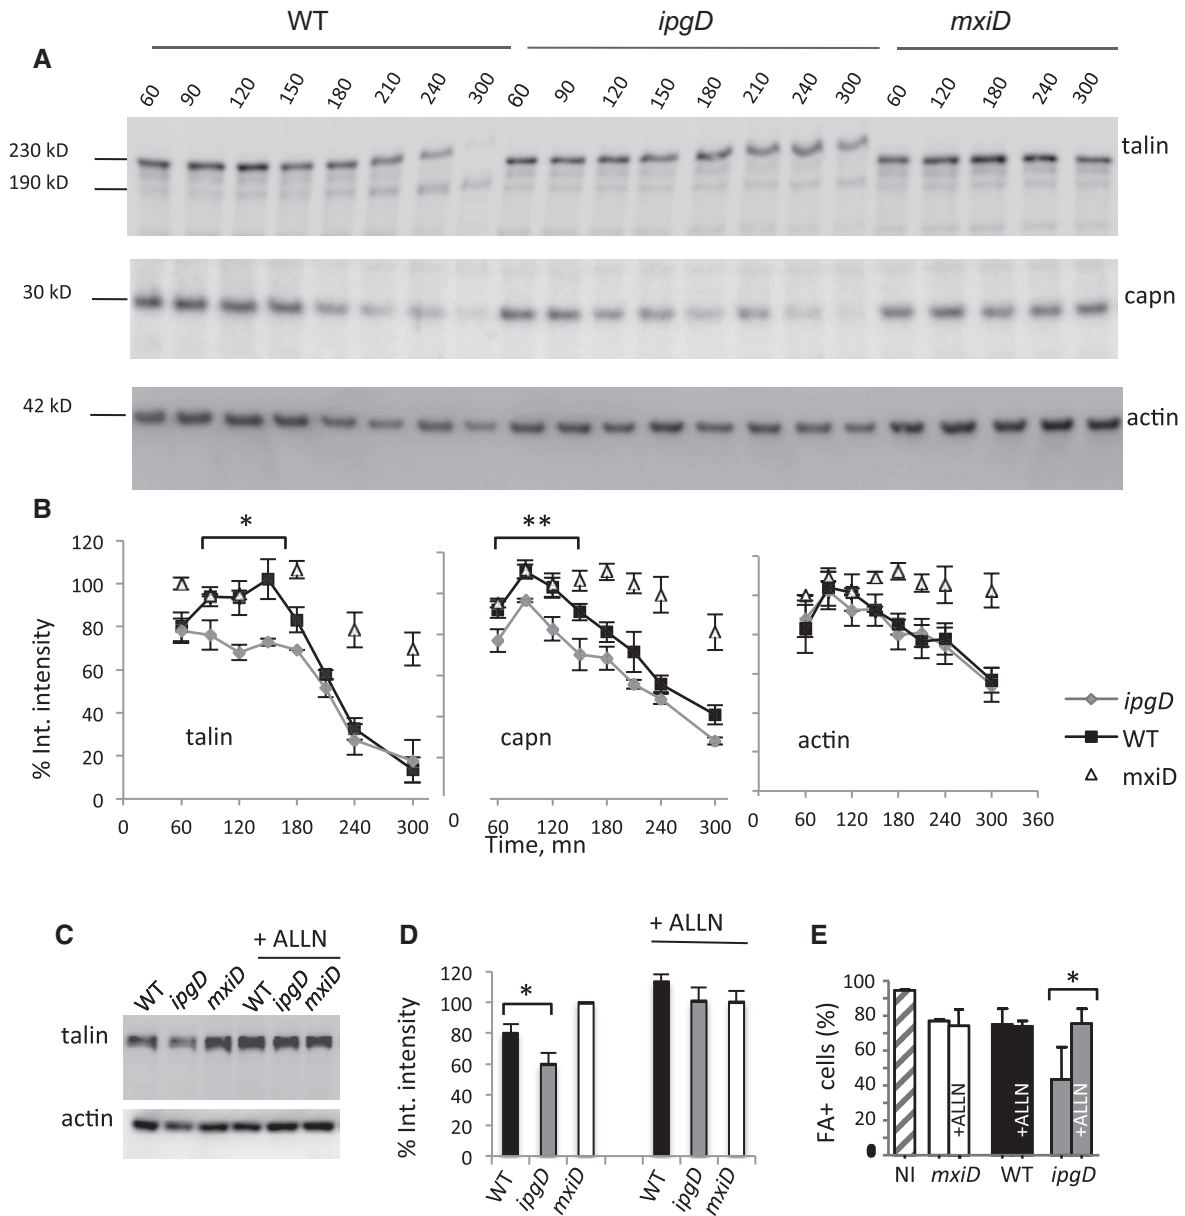 WT ipgD mxiD
A
60 90 120 150 180 210 240 300 60 90 120 150 180 210 240 300 60 120 180 240 300
230 kD talin
190 kD
30 kD capn
42 kD actin
B
* **
120
100
80
60
40
20
0
% Int. intensity
talin capn actin
ipgD
WT
mxiD
0 60 120 180 240 300 0 60 120 180 240 300 0 60 120 180 240 300 360
Time, mn
C
+ ALLN
WT ipgD mxiD WT ipgD mxiD
talin
actin
D
+ ALLN
120
100
80
60
40
20
0
% Int. intensity
*
WT ipgD mxiD WT ipgD mxiD
E
100
80
60
40
20
0
FA+ cells (%)
*
+ALLN +ALLN +ALLN
NI mxiD WT ipgD